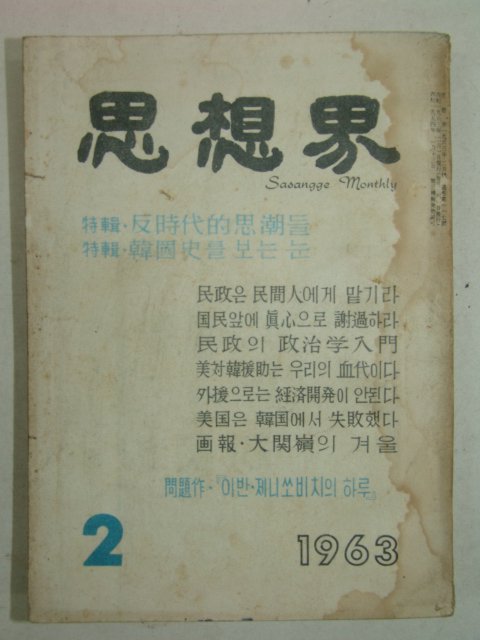 思想界
Sasangge Monthly
特輯·反時代的思潮들
特輯·韓國史를 보는 눈
民政은 民間人에게 맡기라
国民앞에 眞心으로 謝過하라
民政의 政治学入門
美対韓援助는 우리의 血代이다
外援으로는 経済開発이 안된다
美国은 韓国에서 失敗했다
画報·大関嶺의 겨울
問題作·『이반·제니쏘비치의 하루』
2
1963